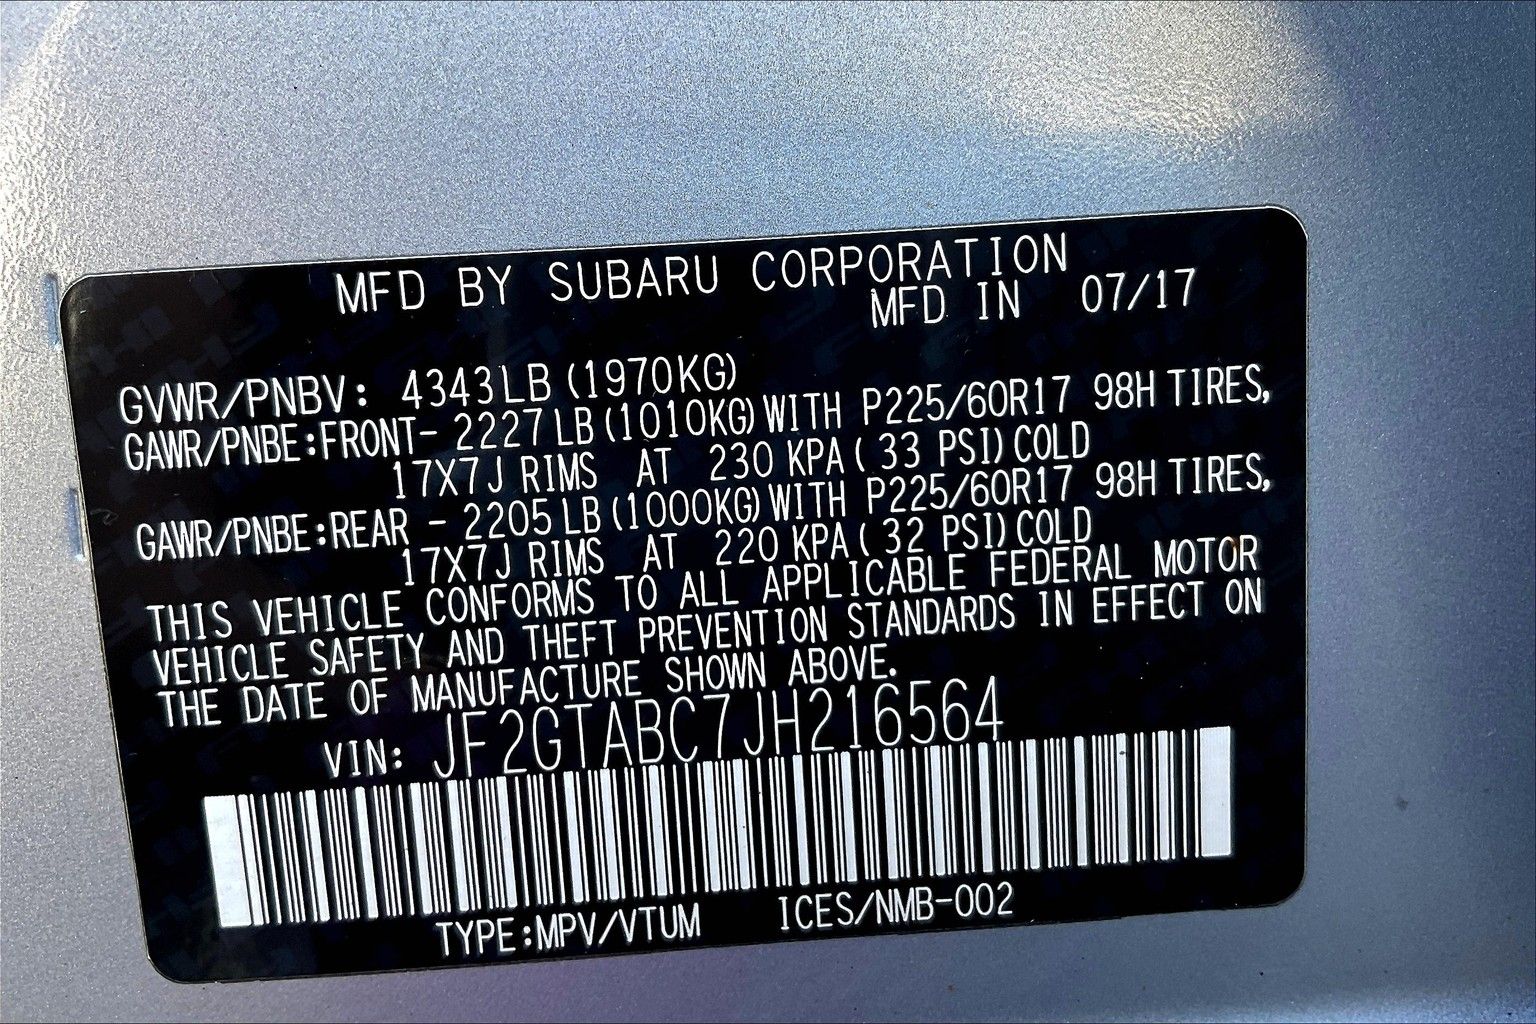 MFD BY SUBARU CORPORATION
MFD IN 07/17
GVWR/PNBV: 4343LB (1970KG)
GAWR/PNBE:FRONT- 2227LB(1010KG)WITH P225/60R17 98H TIRES,
17X7J RIMS AT 230 KPA( 33 PSI)COLD
GAWR/PNBE:REAR - 2205LB(1000KG)WITH P225/60R17 98H TIRES,
17X7J RIMS AT 220 KPA( 32 PSI)COLD
THIS VEHICLE CONFORMS TO ALL APPLICABLE FEDERAL MOTOR
VEHICLE SAFETY AND THEFT PREVENTION STANDARDS IN EFFECT ON
THE DATE OF MANUFACTURE SHOWN ABOVE.
VIN: JF2GTABC7JH216564
TYPE:MPV/VTUM ICES/NMB-002